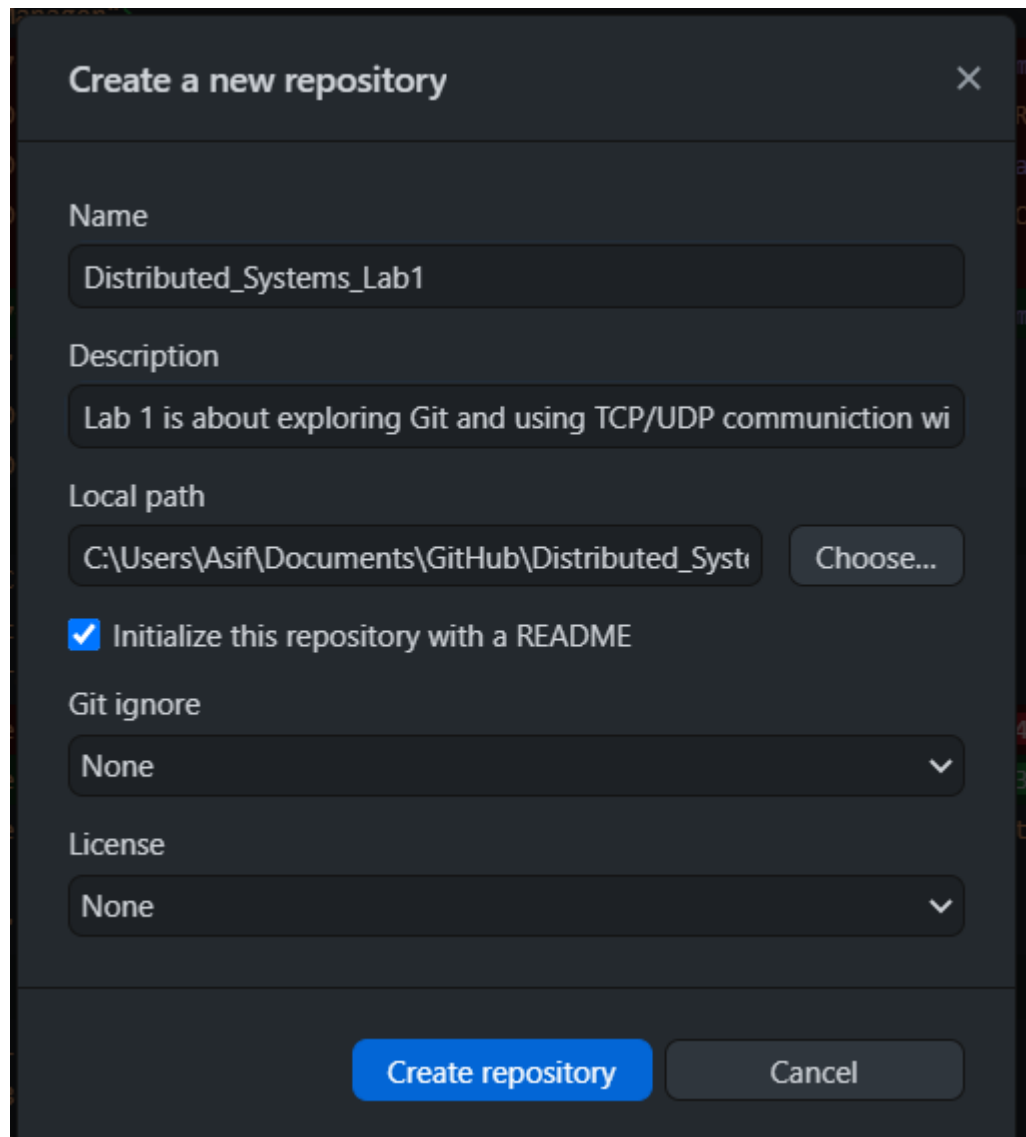 Create a new repository
Name
Distributed_Systems_Lab1
Description
Lab 1 is about exploring Git and using TCP/UDP communiction wi
Local path
C:\Users\Asif\Documents\GitHub\Distributed_Syst
Choose...
Initialize this repository with a README
Git ignore
None
License
None
Create repository
Cancel